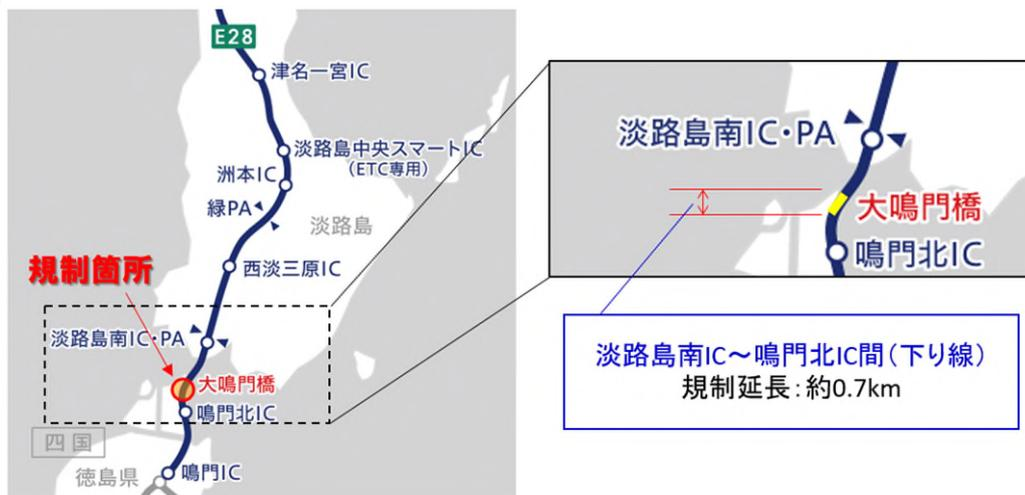 E28
津名一宮IC
淡路島中央スマートIC
(ETC専用)
洲本IC
緑PA
淡路島
西淡三原IC
規制箇所
淡路島南IC・PA
大鳴門橋
鳴門北IC
四国
徳島県
鳴門IC
淡路島南IC・PA
大鳴門橋
鳴門北IC
淡路島南IC～鳴門北IC間(下り線)
規制延長:約0.7km